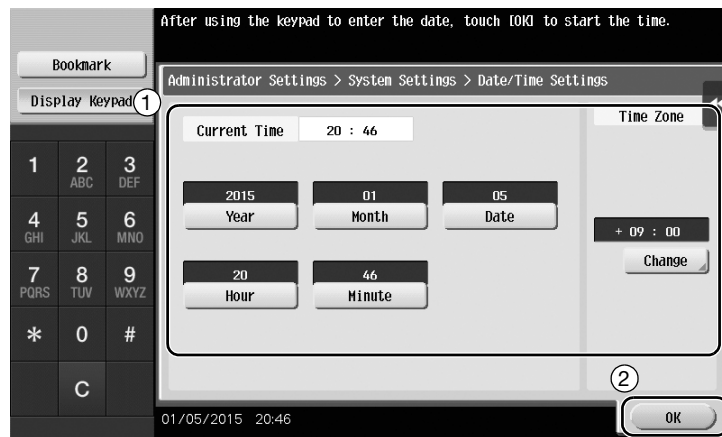 After using the keypad to enter the date, touch [OK] to start the time.
Bookmark
Display Keypad
1
Administrator Settings > System Settings > Date/Time Settings
Current Time 20 : 46
Time Zone
2015 01 05
Year Month Date
20 46
Hour Minute
+ 09 : 00
Change
1 2 ABC 3 DEF
4 GHI 5 JKL 6 MNO
7 PQRS 8 TUV 9 WXYZ
* 0 #
C
2
01/05/2015 20:46
OK